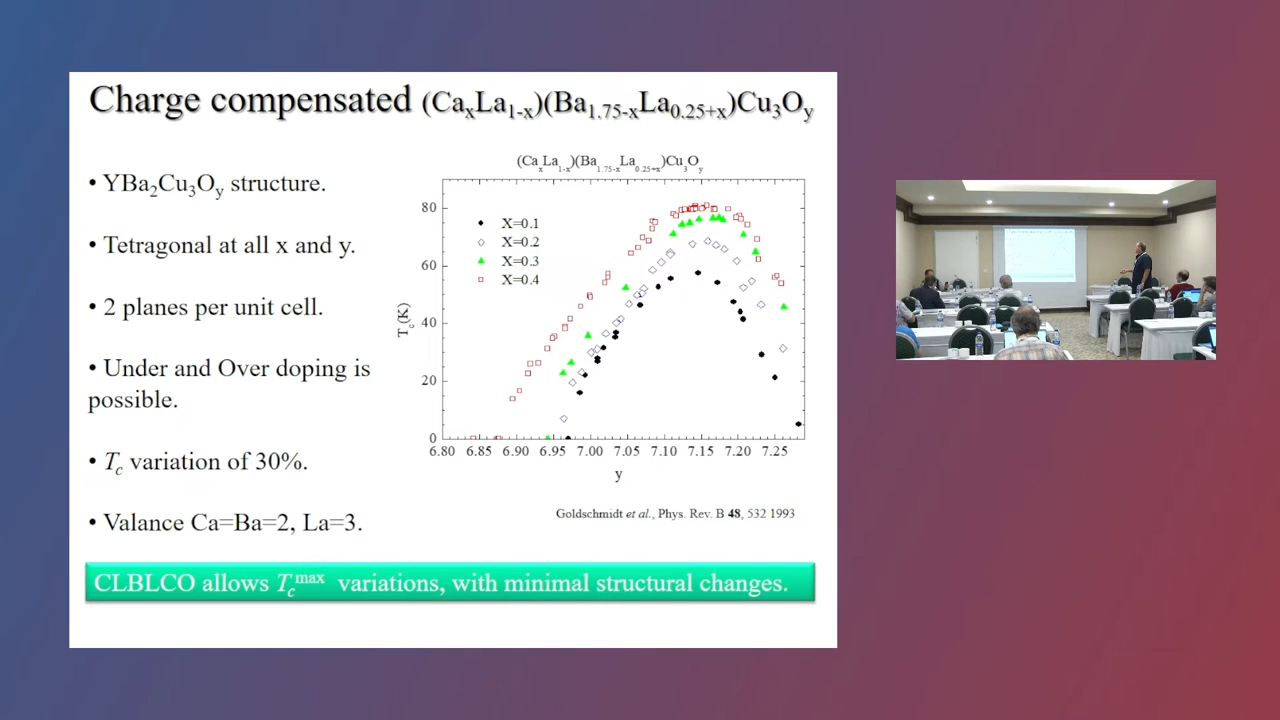 Charge compensated (CaₓLa₁₋ₓ)(Ba₁.₇₅₋ₓLa₀.₂₅₊ₓ)Cu₃Oy
• YBa₂Cu₃Oy structure.
• Tetragonal at all x and y.
• 2 planes per unit cell.
• Under and Over doping is
possible.
• Tc variation of 30%.
• Valance Ca=Ba=2, La=3.
(CaₓLa₁₋ₓ)(Ba₁.₇₅₋ₓLa₀.₂₅₊ₓ)Cu₃Oy
X=0.1
X=0.2
X=0.3
X=0.4
Tc(K)
80
60
40
20
0
6.80 6.85 6.90 6.95 7.00 7.05 7.10 7.15 7.20 7.25
y
Goldschmidt et al., Phys. Rev. B 48, 532 1993
CLBLCO allows Tc^max variations, with minimal structural changes.